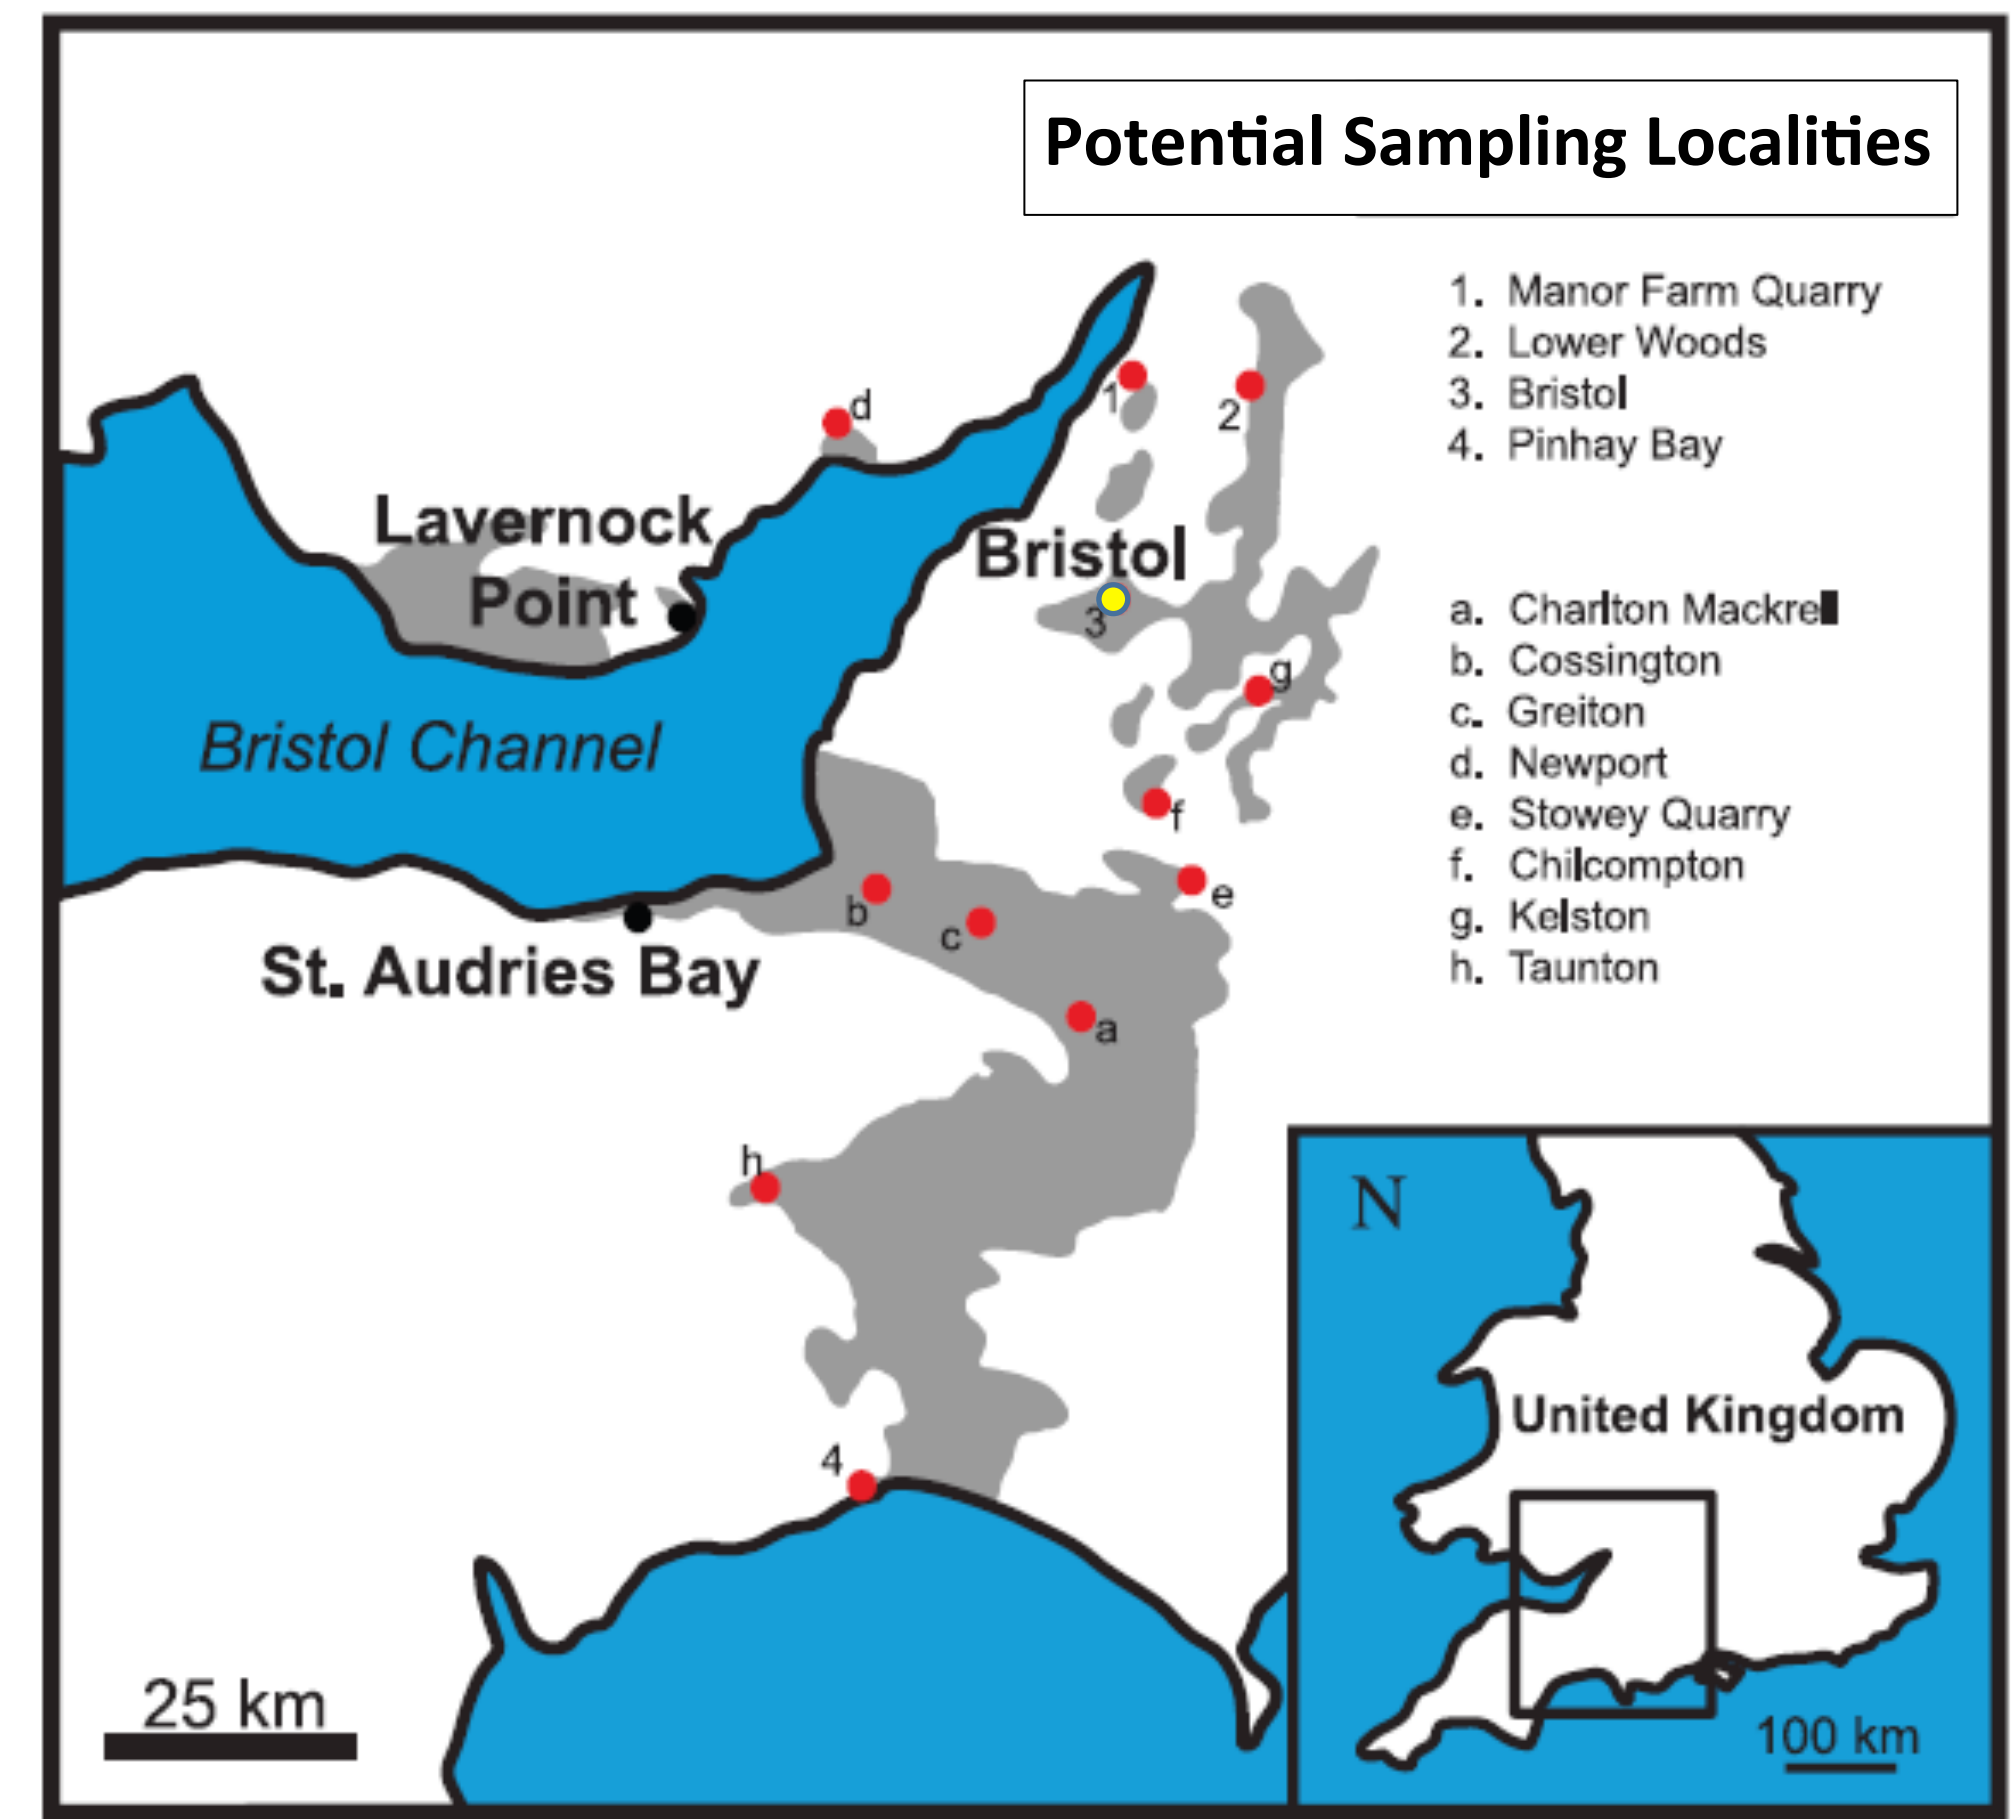 Potential Sampling Localities
1. Manor Farm Quarry
2. Lower Woods
3. Bristol
4. Pinhay Bay
a. Charlton Mackrell
b. Cossington
c. Greiton
d. Newport
e. Stowey Quarry
f. Chilcompton
g. Kelston
h. Taunton
d
1
2
Lavernock
Point
Bristol
3
g
Bristol Channel
f
e
b
c
St. Audries Bay
a
h
4
25 km
N
United Kingdom
100 km